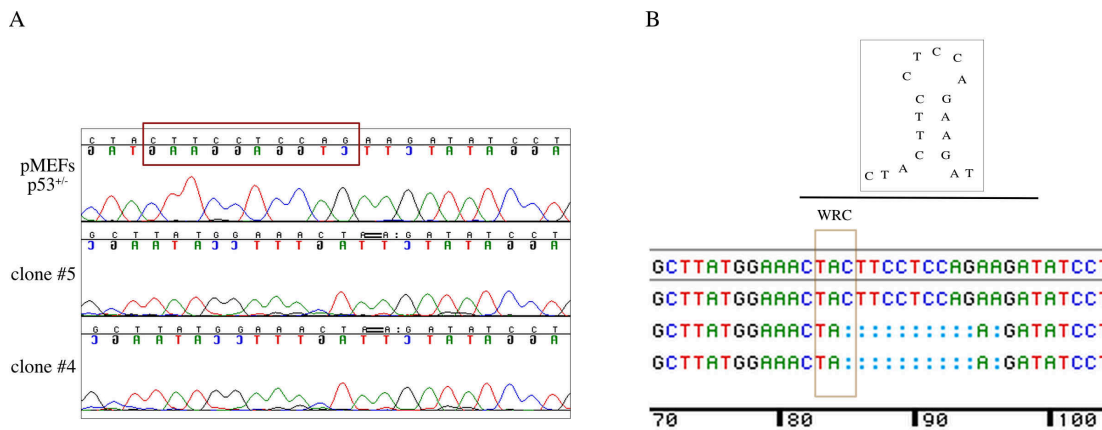 A
B
C T A C T T C C T C C A G A A G A T A T C C T
G A T G A A G G A G G T C T T C T A T A G G A
pMEFs
p53+/-
G C T T A T G G A A A C T A A : G A T A T C C T
C G A A T A C C T T T G A T T C T A T A G G A
clone #5
G C T T A T G G A A A C T A A : G A T A T C C T
C G A A T A C C T T T G A T T C T A T A G G A
clone #4
T C C
C A
C G
T A
T A
C G
C T A A T
WRC
GCTTATGGAAACTACTTCCTCCAGAAGATATCCT
GCTTATGGAAACTACTTCCTCCAGAAGATATCCT
GCTTATGGAAACTA::::::::::A:GATATCCT
GCTTATGGAAACTA::::::::::A:GATATCCT
70 80 90 100